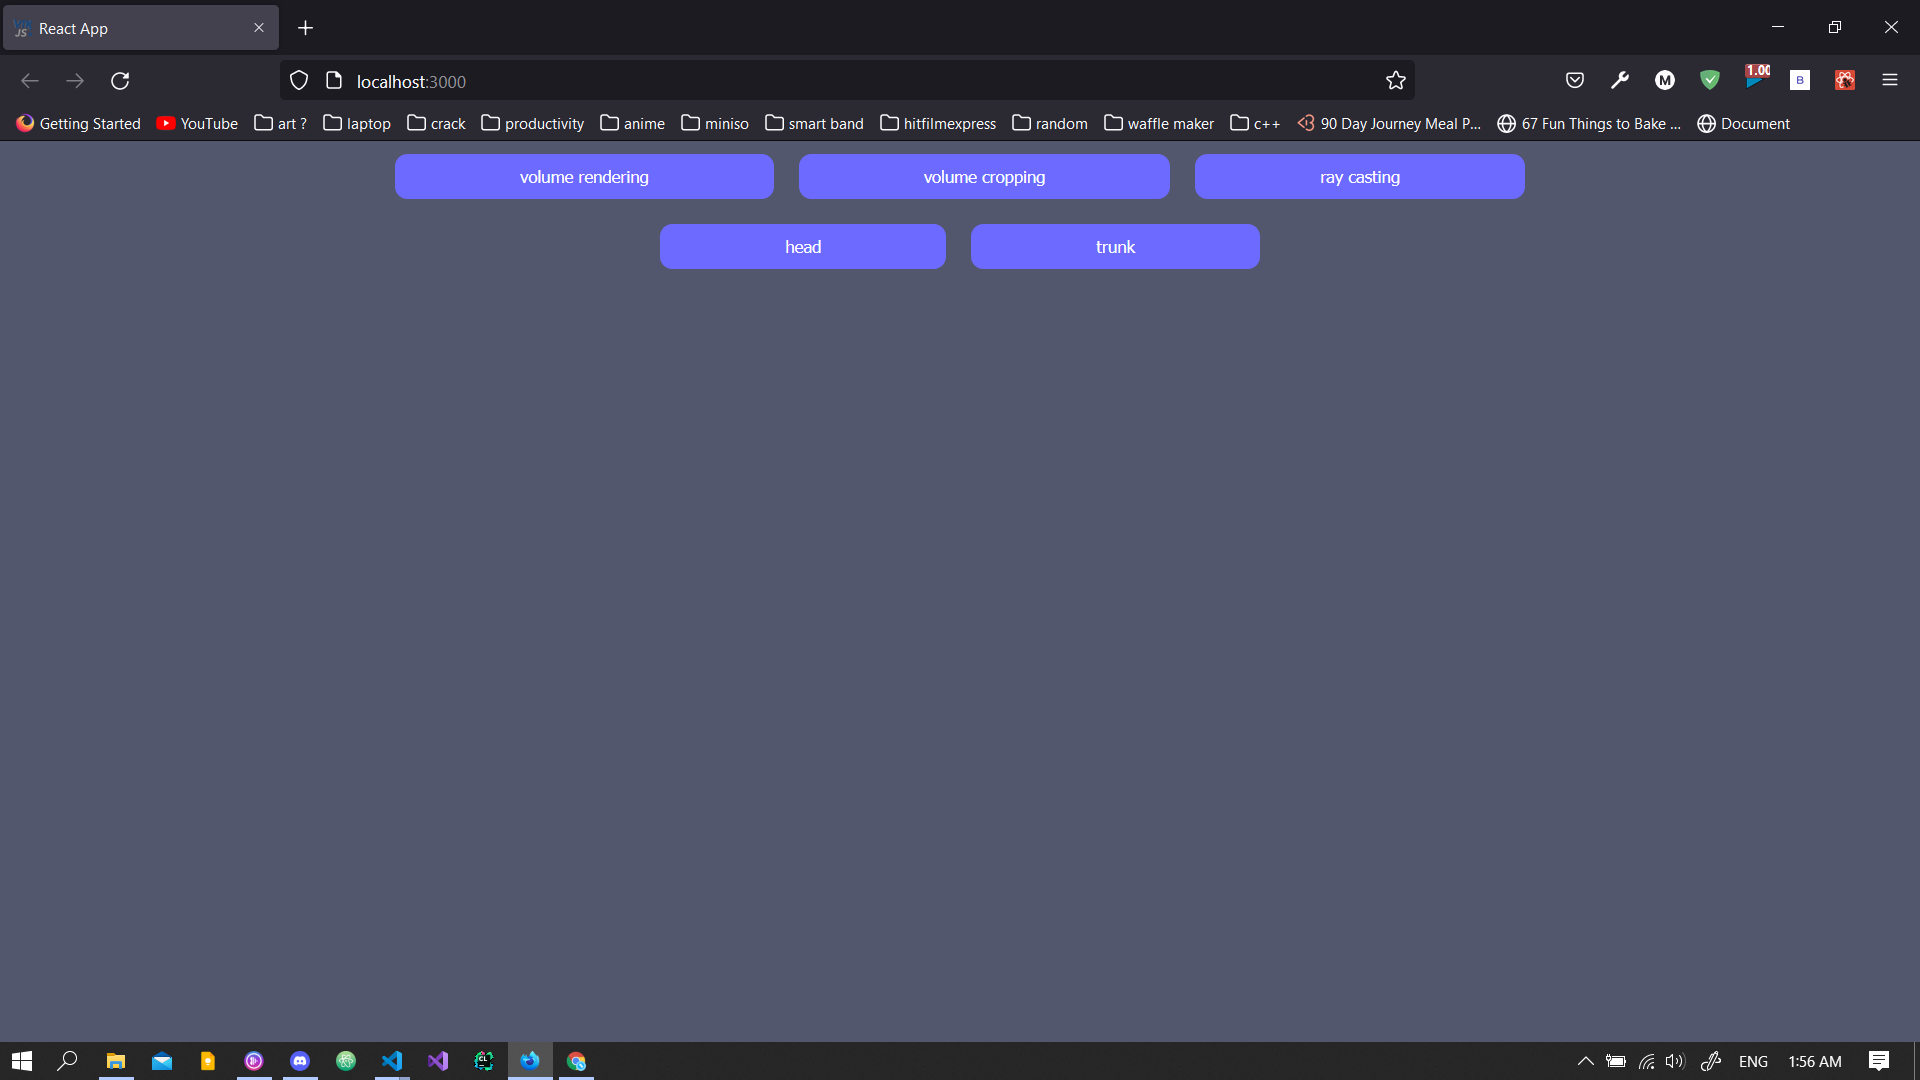 React App
localhost:3000
1.00
Getting Started YouTube art ? laptop crack productivity anime miniso smart band hitfilmexpress random waffle maker c++ 90 Day Journey Meal P... 67 Fun Things to Bake ... Document
volume rendering volume cropping ray casting
head trunk
ENG 1:56 AM